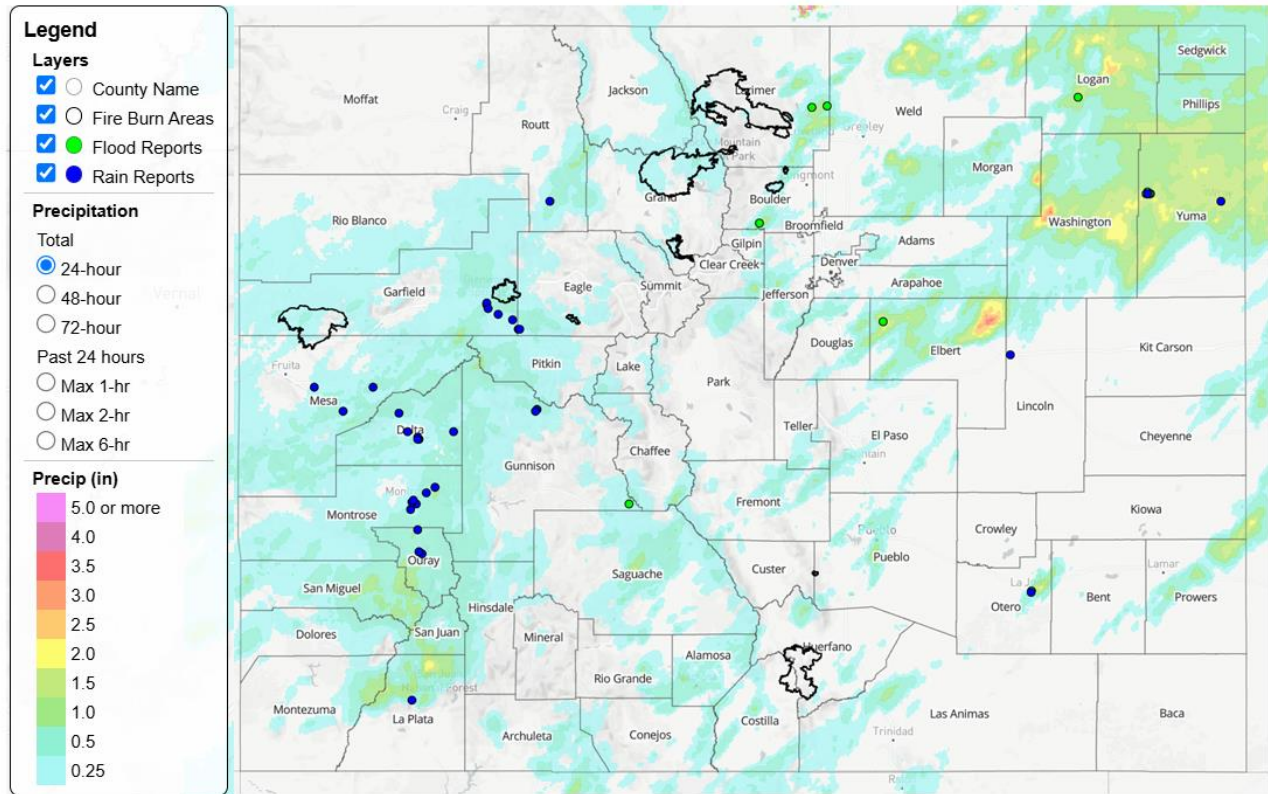 Legend
Layers
County Name
Fire Burn Areas
Flood Reports
Rain Reports
Precipitation
Total
24-hour
48-hour
72-hour
Past 24 hours
Max 1-hr
Max 2-hr
Max 6-hr
Precip (in)
5.0 or more
4.0
3.5
3.0
2.5
2.0
1.5
1.0
0.5
0.25
Sedgwick
Logan
Jackson
Larimer
Moffat
Craig
Phillips
Weld
Routt
Greeley
Morgan
Grand
Boulder
Rio Blanco
Washington
Yuma
Broomfield
Adams
Gilpin
Clear Creek
Denver
Vernal
Garfield
Eagle
Summit
Arapahoe
Jefferson
Douglas
Elbert
Kit Carson
Fruita
Pitkin
Lake
Park
Mesa
Lincoln
Delta
Teller
El Paso
Cheyenne
Chaffee
Gunnison
Fremont
Montrose
Kiowa
Crowley
Pueblo
Pueblo
Ouray
Custer
Lamar
San Miguel
Saguache
Otero
Bent
Prowers
Hinsdale
Dolores
San Juan
Mineral
Huerfano
Alamosa
Rio Grande
Montezuma
La Plata
Costilla
Las Animas
Baca
Archuleta
Conejos
Trinidad